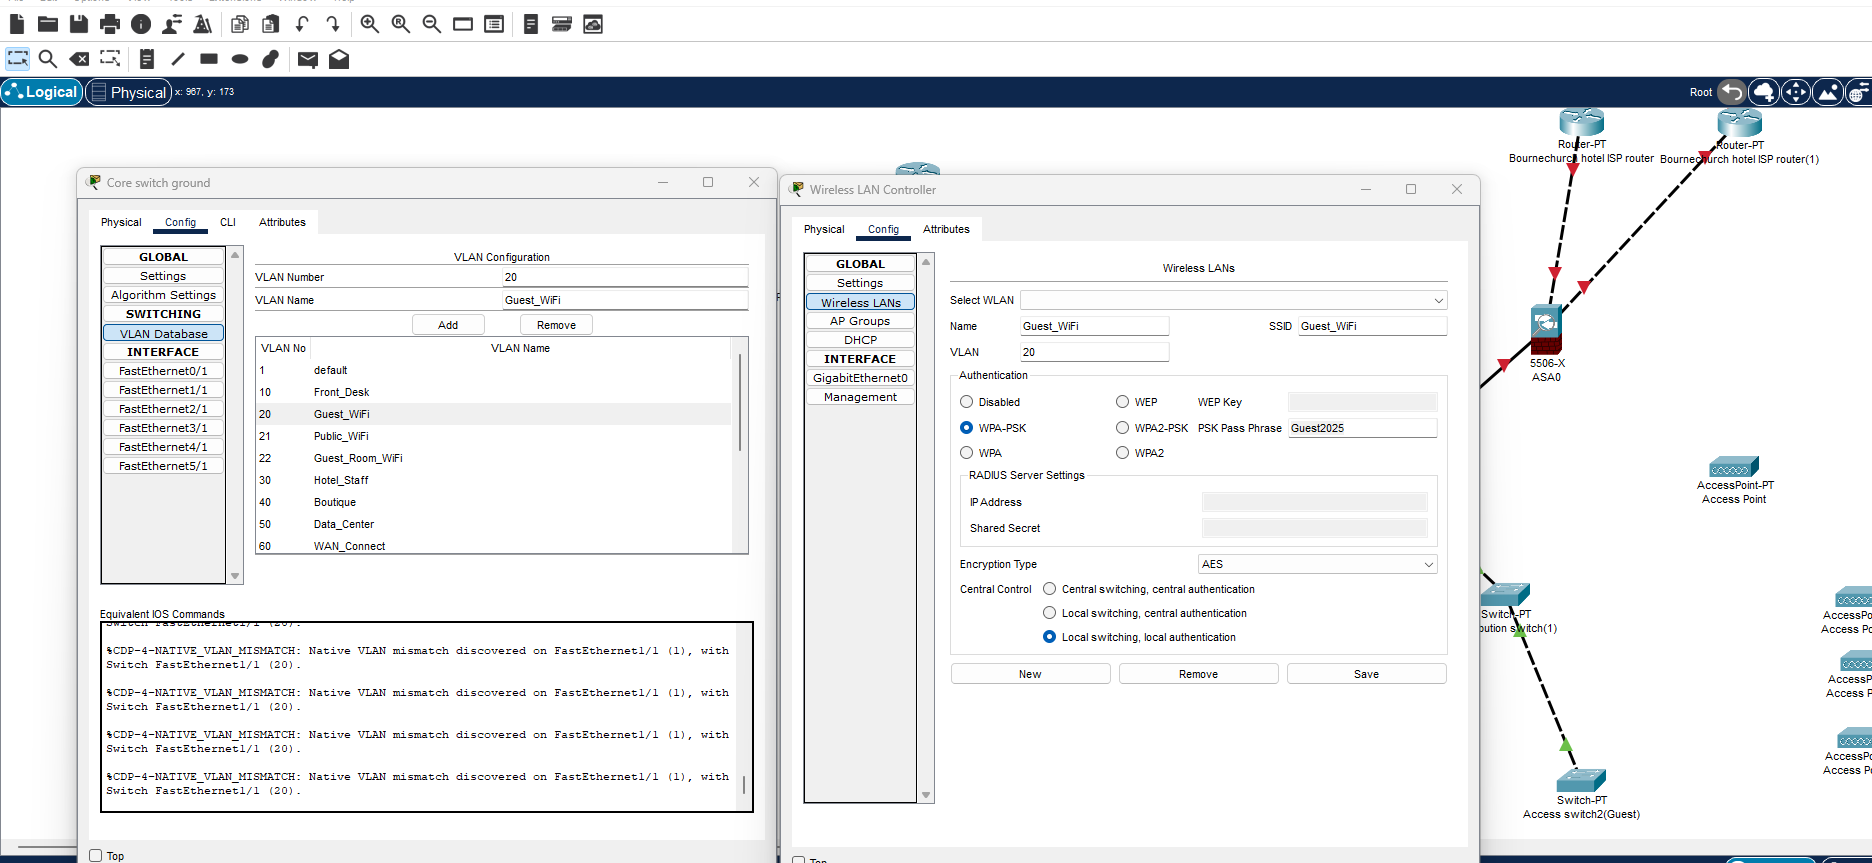 Logical
Physical
x: 967, y: 173
Root
Router-PT
Bournechurch hotel ISP router
Router-PT
Bournechurch hotel ISP router(1)
5506-X
ASA0
AccessPoint-PT
Access Point
Switch-PT
bution switch(1)
AccessPo
Access Po
AccessP
Access P
AccessPo
Access Po
Switch-PT
Access switch2(Guest)
Core switch ground
Physical
Config
CLI
Attributes
GLOBAL
Settings
Algorithm Settings
SWITCHING
VLAN Database
INTERFACE
FastEthernet0/1
FastEthernet1/1
FastEthernet2/1
FastEthernet3/1
FastEthernet4/1
FastEthernet5/1
VLAN Configuration
VLAN Number 20
VLAN Name Guest_WiFi
Add
Remove
VLAN No VLAN Name
1 default
10 Front_Desk
20 Guest_WiFi
21 Public_WiFi
22 Guest_Room_WiFi
30 Hotel_Staff
40 Boutique
50 Data_Center
60 WAN_Connect
Equivalent IOS Commands
Switch FastEthernet1/1 (20).
%CDP-4-NATIVE_VLAN_MISMATCH: Native VLAN mismatch discovered on FastEthernet1/1 (1), with
Switch FastEthernet1/1 (20).
%CDP-4-NATIVE_VLAN_MISMATCH: Native VLAN mismatch discovered on FastEthernet1/1 (1), with
Switch FastEthernet1/1 (20).
%CDP-4-NATIVE_VLAN_MISMATCH: Native VLAN mismatch discovered on FastEthernet1/1 (1), with
Switch FastEthernet1/1 (20).
%CDP-4-NATIVE_VLAN_MISMATCH: Native VLAN mismatch discovered on FastEthernet1/1 (1), with
Switch FastEthernet1/1 (20).
Top
Wireless LAN Controller
Physical
Config
Attributes
GLOBAL
Settings
Wireless LANs
AP Groups
DHCP
INTERFACE
GigabitEthernet0
Management
Wireless LANs
Select WLAN
Name Guest_WiFi
SSID Guest_WiFi
VLAN 20
Authentication
Disabled
WEP
WEP Key
WPA-PSK
WPA2-PSK
PSK Pass Phrase Guest2025
WPA
WPA2
RADIUS Server Settings
IP Address
Shared Secret
Encryption Type AES
Central Control
Central switching, central authentication
Local switching, central authentication
Local switching, local authentication
New
Remove
Save
Top